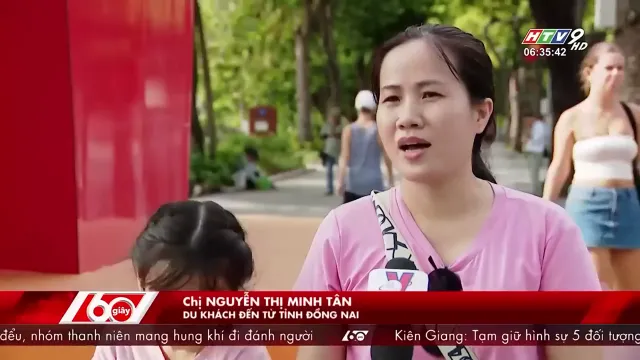 HTV9
HD
06:35:42
60
giây
Chị NGUYỄN THỊ MINH TÂN
DU KHÁCH ĐẾN TỪ TỈNH ĐỒNG NAI
đểu, nhóm thanh niên mang hung khí đi đánh người 60 Kiên Giang: Tạm giữ hình sự 5 đối tượng